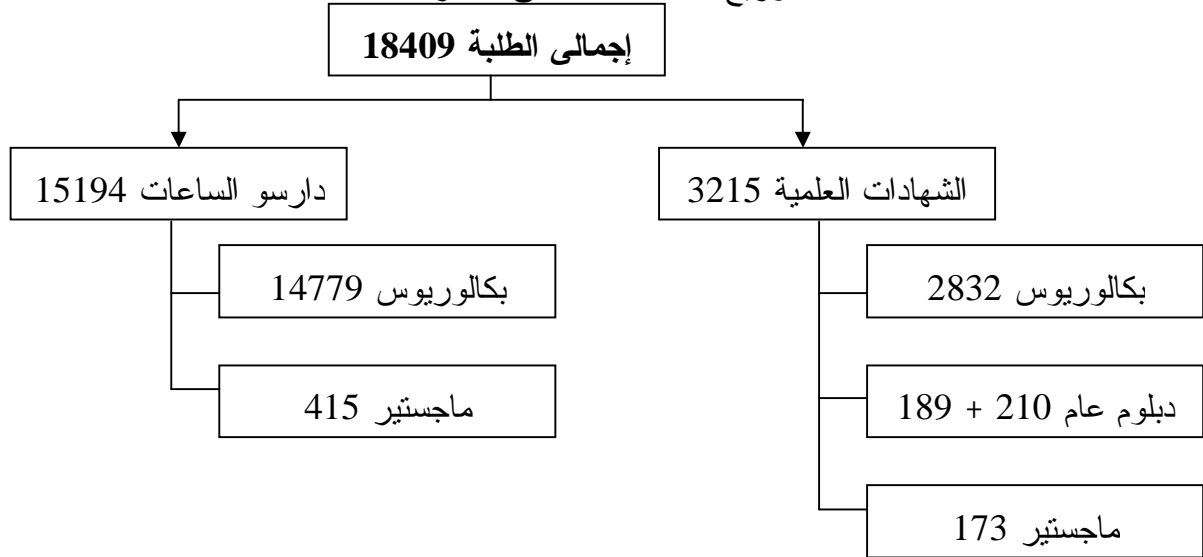 إجمالى الطلبة 18409
الشهادات العلمية 3215
بكالوريوس 2832
دبلوم عام 210 + 189
ماجستير 173
دارسو الساعات 15194
بكالوريوس 14779
ماجستير 415